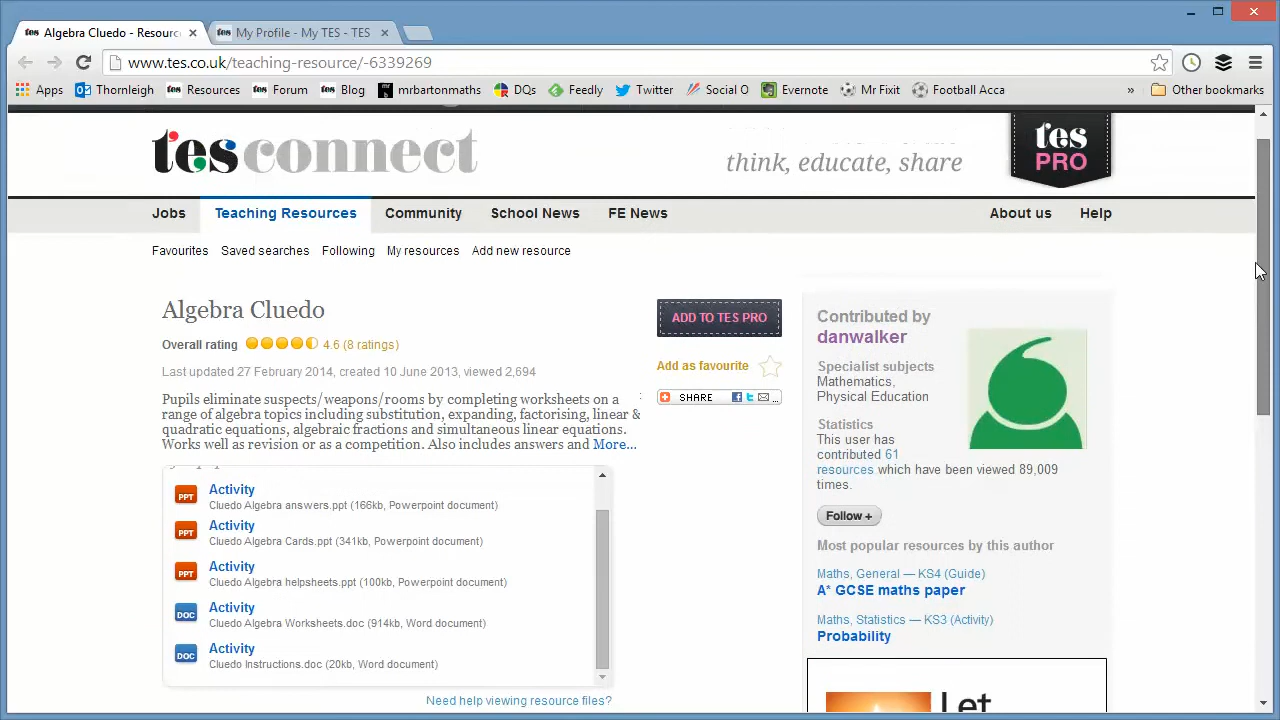 Algebra Cluedo - Resourc
tes My Profile - My TES - TES
www.tes.co.uk/teaching-resource/-6339269
Apps Thornleigh tes Resources tes Forum tes Blog mrbartonmaths DQs Feedly Twitter Social O Evernote Mr Fixit Football Acca » Other bookmarks
tes connect
think, educate, share
tes
PRO
Jobs Teaching Resources Community School News FE News About us Help
Favourites Saved searches Following My resources Add new resource
Algebra Cluedo
Overall rating 4.6 (8 ratings)
Last updated 27 February 2014, created 10 June 2013, viewed 2,694
Pupils eliminate suspects/weapons/rooms by completing worksheets on a
range of algebra topics including substitution, expanding, factorising, linear &
quadratic equations, algebraic fractions and simultaneous linear equations.
Works well as revision or as a competition. Also includes answers and More...
PPT Activity
Cluedo Algebra answers.ppt (166kb, Powerpoint document)
PPT Activity
Cluedo Algebra Cards.ppt (341kb, Powerpoint document)
PPT Activity
Cluedo Algebra helpsheets.ppt (100kb, Powerpoint document)
DOC Activity
Cluedo Algebra Worksheets.doc (914kb, Word document)
DOC Activity
Cluedo Instructions.doc (20kb, Word document)
Need help viewing resource files?
ADD TO TES PRO
Add as favourite
SHARE ...
Contributed by
danwalker
Specialist subjects
Mathematics,
Physical Education
Statistics
This user has
contributed 61
resources which have been viewed 89,009
times.
Follow +
Most popular resources by this author
Maths, General — KS4 (Guide)
A* GCSE maths paper
Maths, Statistics — KS3 (Activity)
Probability
Let